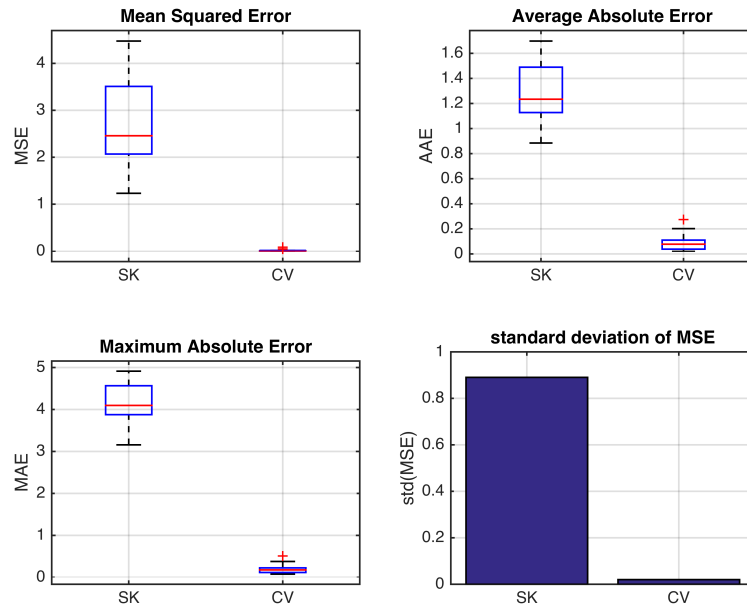 Mean Squared Error
MSE
4
3
2
1
0
SK CV
Average Absolute Error
AAE
1.6
1.4
1.2
1
0.8
0.6
0.4
0.2
0
SK CV
Maximum Absolute Error
MAE
5
4
3
2
1
0
SK CV
standard deviation of MSE
std(MSE)
1
0.8
0.6
0.4
0.2
0
SK CV